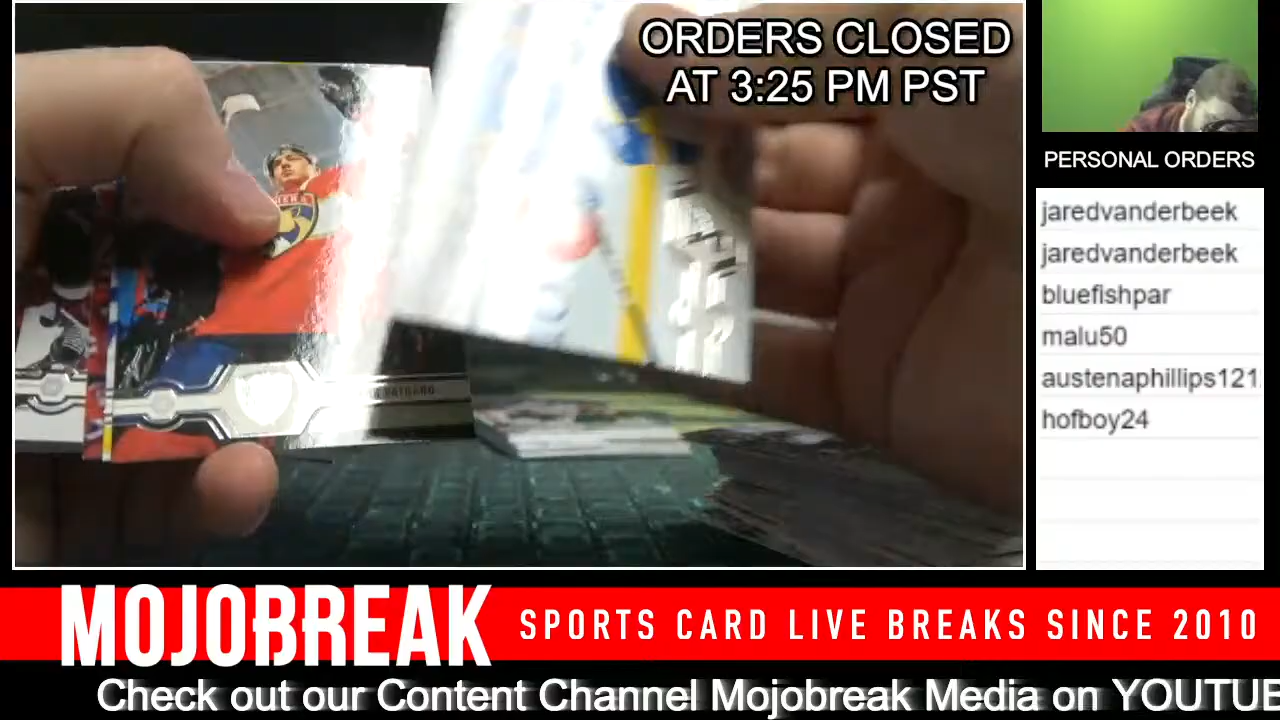 ORDERS CLOSED
AT 3:25 PM PST
PERSONAL ORDERS
jaredvanderbeek
jaredvanderbeek
bluefishpar
malu50
austenaphillips121
hofboy24
MOJOBREAK
SPORTS CARD LIVE BREAKS SINCE 2010
Check out our Content Channel Mojobreak Media on YOUTUBE